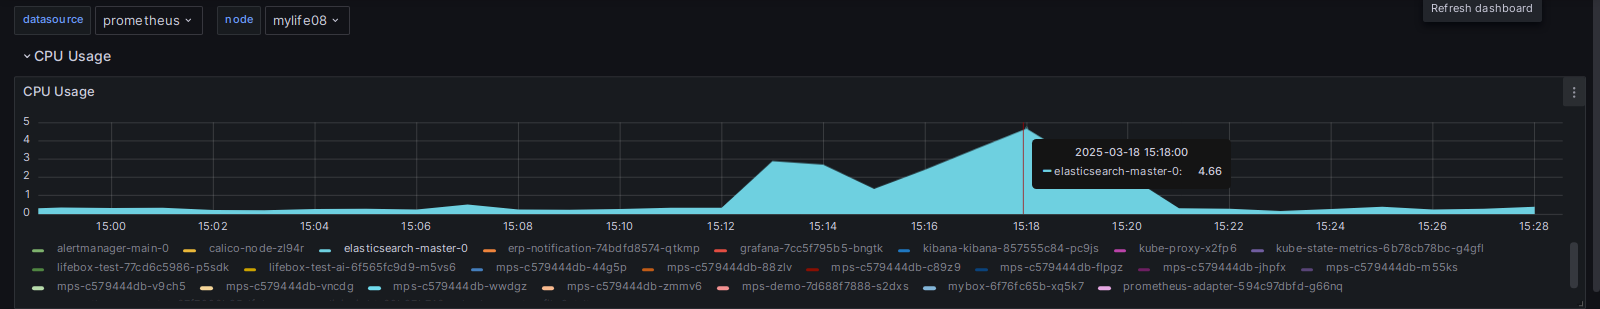 Refresh dashboard
datasource prometheus node mylife08
CPU Usage
CPU Usage
5
4
3
2
1
0
2025-03-18 15:18:00
elasticsearch-master-0: 4.66
15:00 15:02 15:04 15:06 15:08 15:10 15:12 15:14 15:16 15:18 15:20 15:22 15:24 15:26 15:28
alertmanager-main-0 calico-node-zl94r elasticsearch-master-0 erp-notification-74bdfd8574-qtkmp grafana-7cc5f795b5-bngtk kibana-kibana-857555c84-pc9js kube-proxy-x2fp6 kube-state-metrics-6b78cb78bc-g4gfl
lifebox-test-77cd6c5986-p5sdk lifebox-test-ai-6f565fc9d9-m5vs6 mps-c579444db-44g5p mps-c579444db-88zlv mps-c579444db-c89z9 mps-c579444db-flpgz mps-c579444db-jhpfx mps-c579444db-m55ks
mps-c579444db-v9ch5 mps-c579444db-vncdg mps-c579444db-wwdgz mps-c579444db-zmmv6 mps-demo-7d688f7888-s2dxs mybox-6f76fc65b-xq5k7 prometheus-adapter-594c97dbfd-g66nq